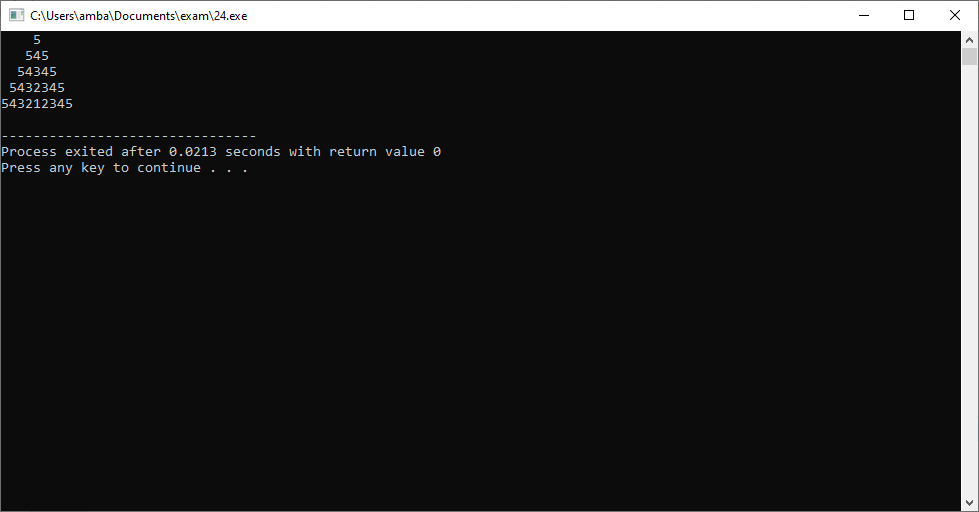 C:\Users\amba\Documents\exam\24.exe
    5
   545
  54345
 5432345
543212345
--------------------------------
Process exited after 0.0213 seconds with return value 0
Press any key to continue . . .